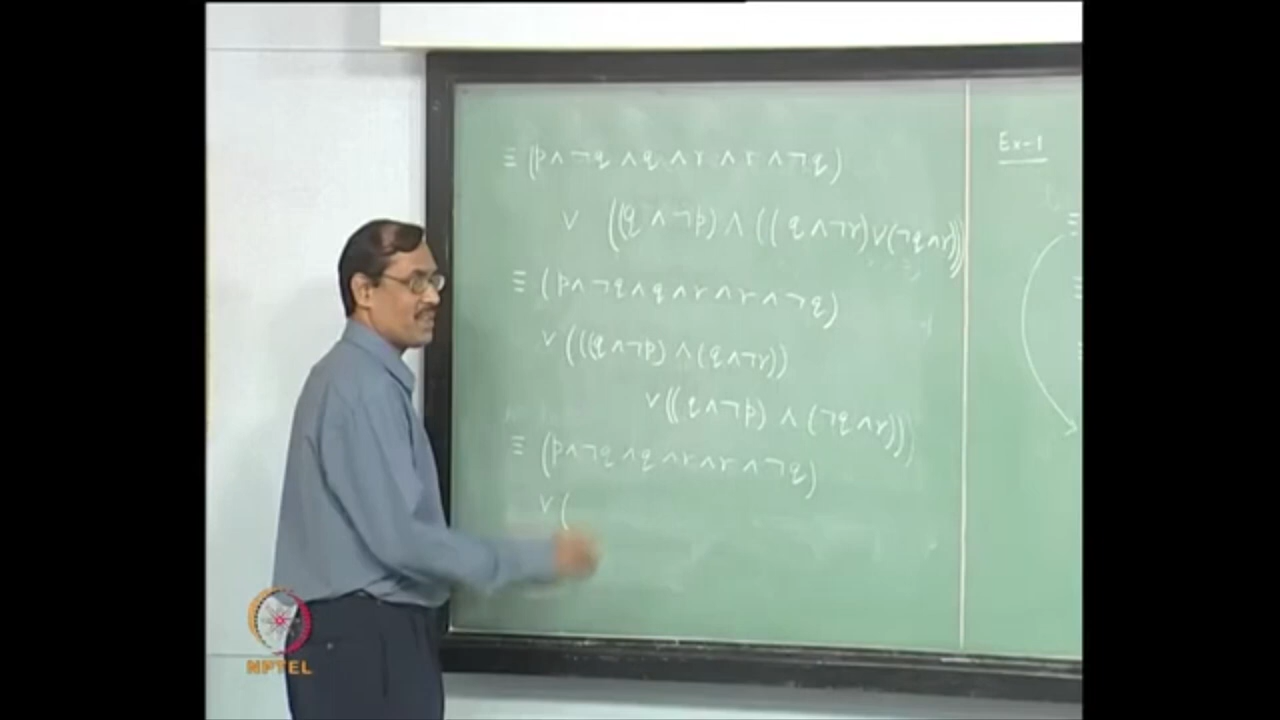 ≡ (p ∧ ¬q ∧ q ∧ r ∧ r ∧ ¬q)
∨ ((q ∧ ¬p) ∧ ((q ∧ ¬r) ∨ (¬q ∧ r)))
≡ (p ∧ ¬q ∧ q ∧ r ∧ r ∧ ¬q)
∨ (((q ∧ ¬p) ∧ (q ∧ ¬r))
∨ ((q ∧ ¬p) ∧ (¬q ∧ r)))
≡ (p ∧ ¬q ∧ q ∧ r ∧ r ∧ ¬q)
∨ (
Ex-1
≡
≡
NPTEL